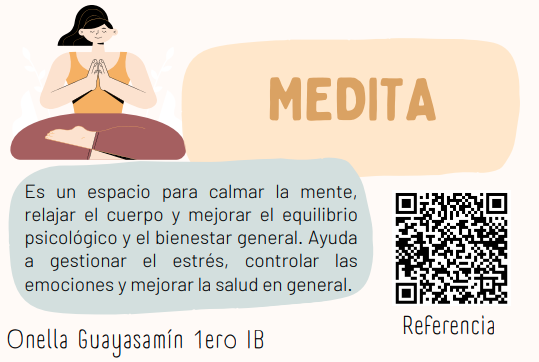 MEDITA
Es un espacio para calmar la mente,
relajar el cuerpo y mejorar el equilibrio
psicológico y el bienestar general. Ayuda
a gestionar el estrés, controlar las
emociones y mejorar la salud en general.
Referencia
Onella Guayasamín 1ero IB